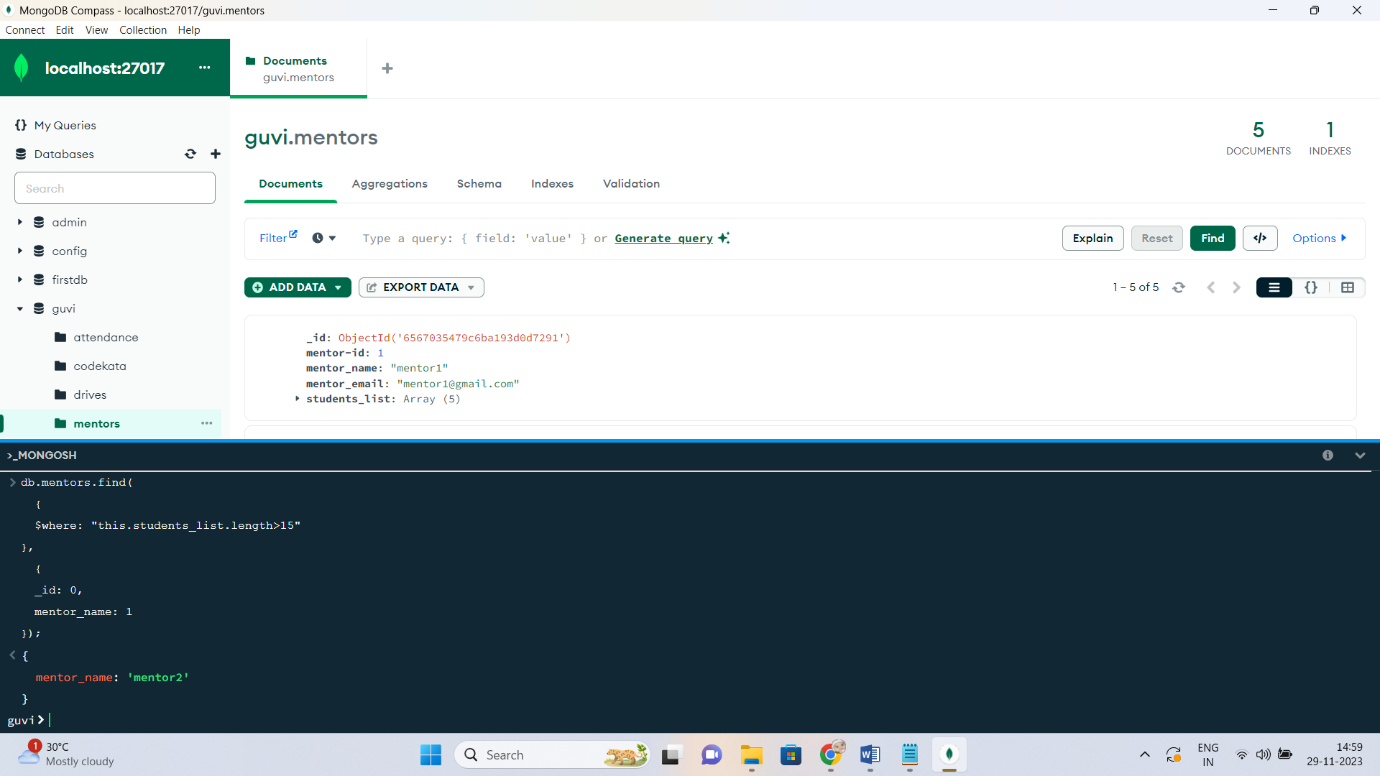 MongoDB Compass - localhost:27017/guvi.mentors
Connect Edit View Collection Help
localhost:27017 ...
Documents
guvi.mentors
+
{} My Queries
Databases
Search
admin
config
firstdb
guvi
attendance
codekata
drives
mentors ...
guvi.mentors
5
DOCUMENTS
1
INDEXES
Documents Aggregations Schema Indexes Validation
Filter Type a query: { field: 'value' } or Generate query Explain Reset Find </> Options
ADD DATA EXPORT DATA 1 – 5 of 5 {}
_id: ObjectId('6567035479c6ba193d0d7291')
mentor-id: 1
mentor_name: "mentor1"
mentor_email: "mentor1@gmail.com"
students_list: Array (5)
>_MONGOSH
> db.mentors.find(
{
$where: "this.students_list.length>15"
},
{
_id: 0,
mentor_name: 1
});
< {
mentor_name: 'mentor2'
}
guvi>
1
30°C
Mostly cloudy
Search
ENG
IN
14:59
29-11-2023